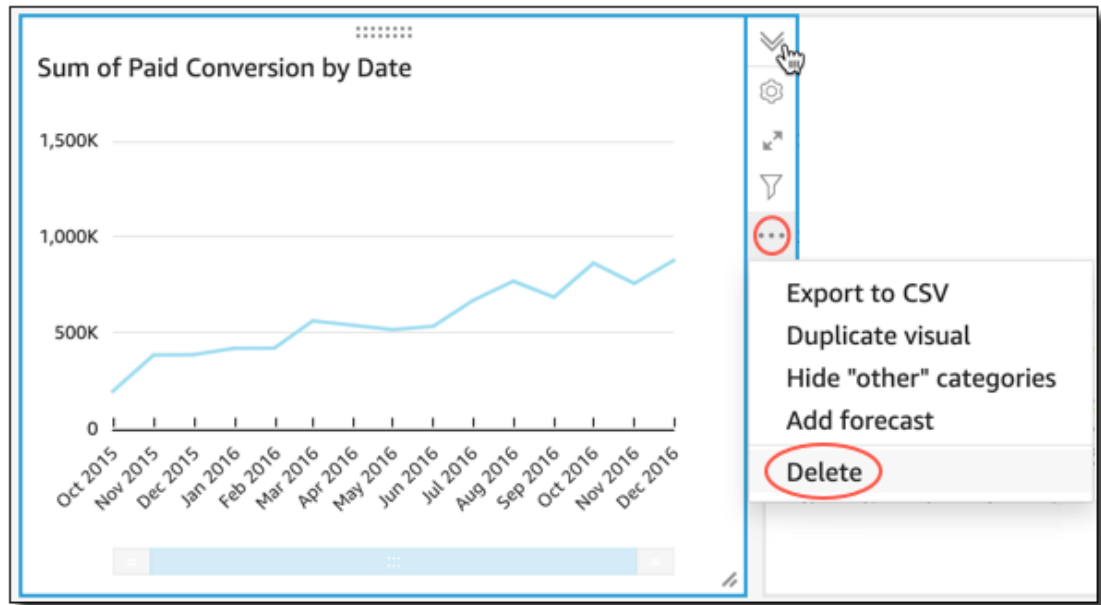 Sum of Paid Conversion by Date
1,500K
1,000K
500K
0
Oct 2015
Nov 2015
Dec 2015
Jan 2016
Feb 2016
Mar 2016
Apr 2016
May 2016
Jun 2016
Jul 2016
Aug 2016
Sep 2016
Oct 2016
Nov 2016
Dec 2016
Export to CSV
Duplicate visual
Hide "other" categories
Add forecast
Delete